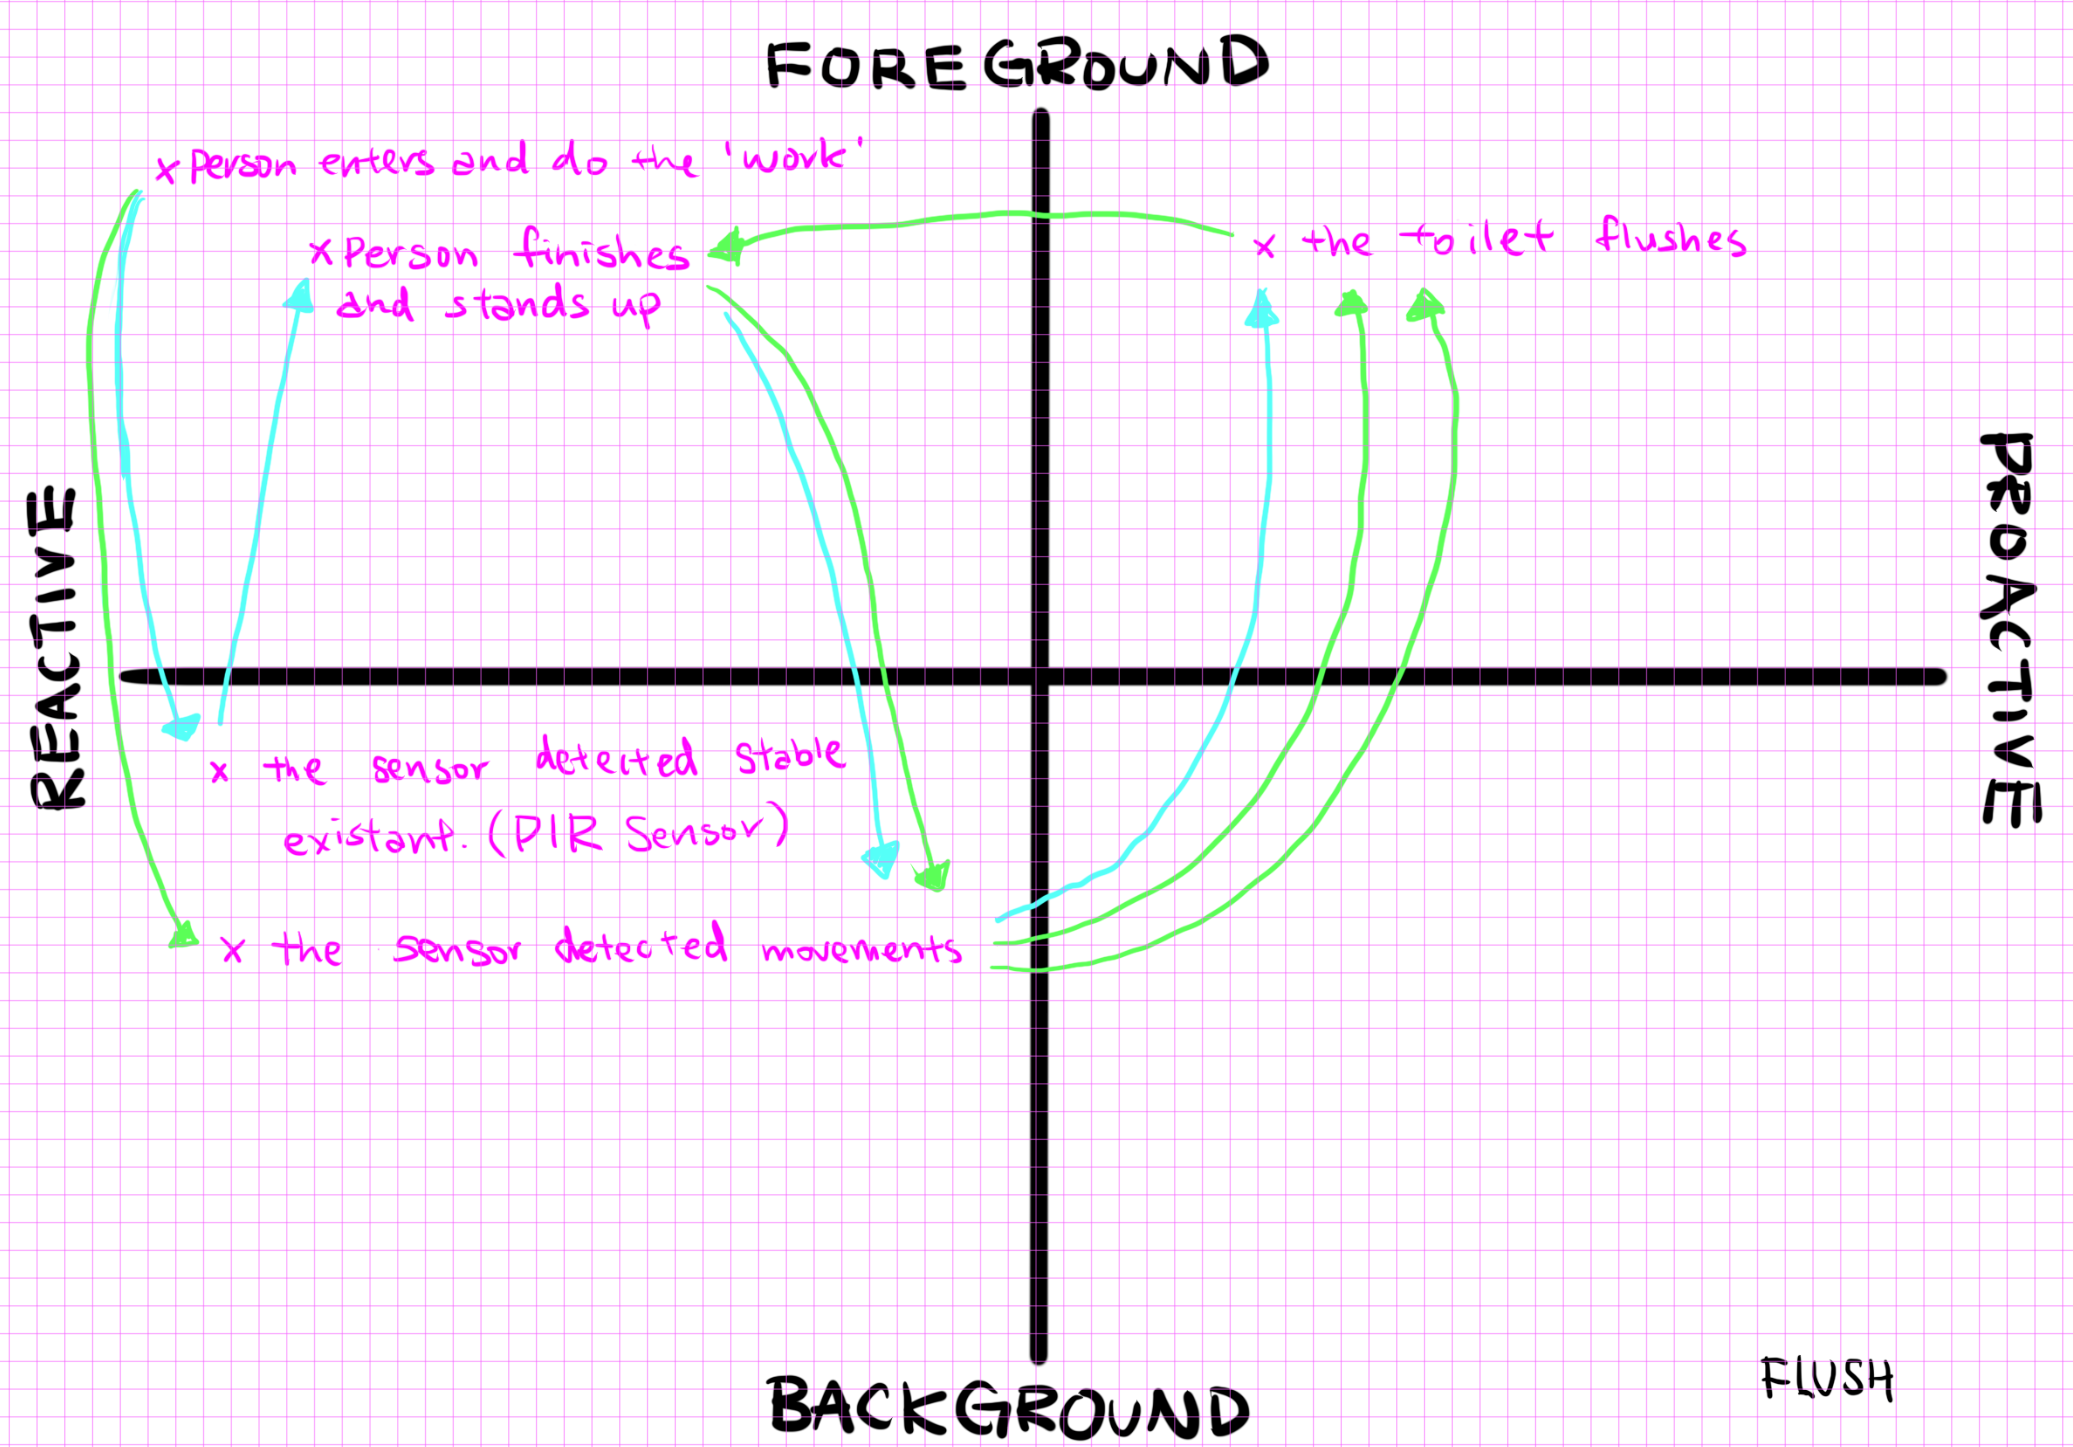 FOREGROUND
x Person enters and do the 'work'
x Person finishes
and stands up
x the toilet flushes
REACTIVE
PROACTIVE
x the sensor detected stable
existant. (PIR Sensor)
x the sensor detected movements
FLUSH
BACKGROUND